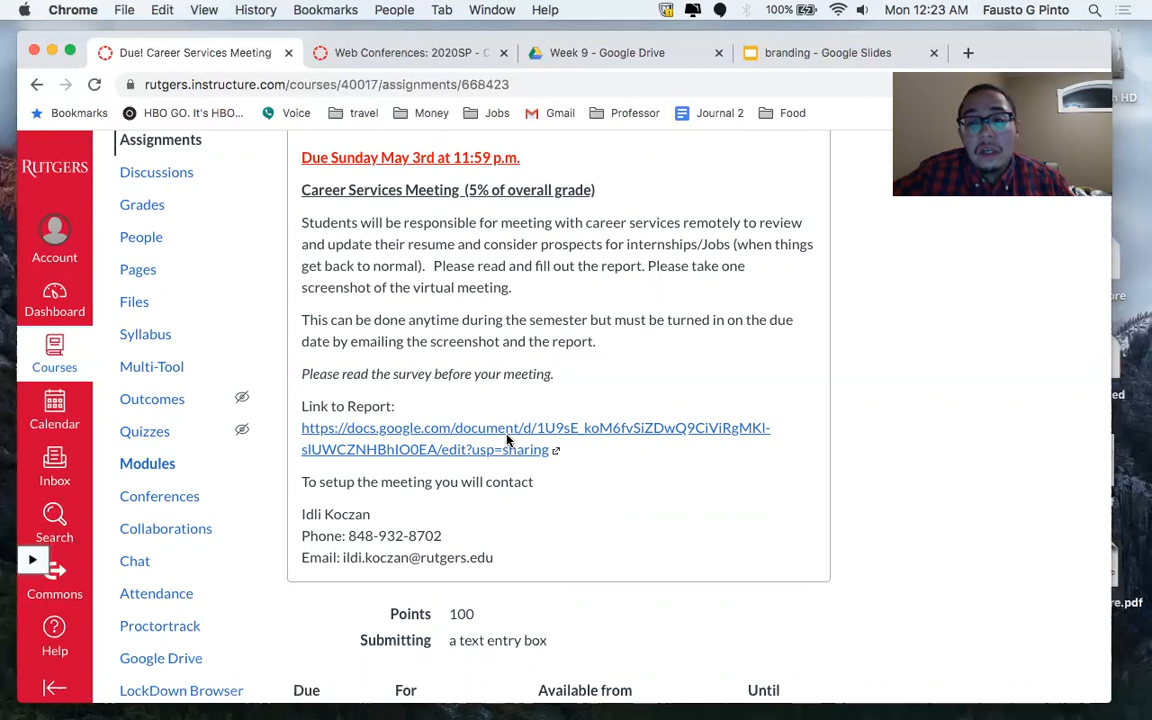 Chrome File Edit View History Bookmarks People Tab Window Help 100% Mon 12:23 AM Fausto G Pinto
Due! Career Services Meeting
Web Conferences: 2020SP - C
Week 9 - Google Drive
branding - Google Slides
rutgers.instructure.com/courses/40017/assignments/668423
Bookmarks HBO GO. It's HBO... Voice travel Money Jobs Gmail Professor Journal 2 Food
RUTGERS
Account
Dashboard
Courses
Calendar
Inbox
Search
Commons
Help
Assignments
Discussions
Grades
People
Pages
Files
Syllabus
Multi-Tool
Outcomes
Quizzes
Modules
Conferences
Collaborations
Chat
Attendance
Proctortrack
Google Drive
LockDown Browser
Due Sunday May 3rd at 11:59 p.m.
Career Services Meeting (5% of overall grade)
Students will be responsible for meeting with career services remotely to review
and update their resume and consider prospects for internships/Jobs (when things
get back to normal). Please read and fill out the report. Please take one
screenshot of the virtual meeting.
This can be done anytime during the semester but must be turned in on the due
date by emailing the screenshot and the report.
Please read the survey before your meeting.
Link to Report:
https://docs.google.com/document/d/1U9sE_koM6fvSiZDwQ9CiViRgMKl-
slUWCZNHBhIO0EA/edit?usp=sharing
To setup the meeting you will contact
Idli Koczan
Phone: 848-932-8702
Email: ildi.koczan@rutgers.edu
Points 100
Submitting a text entry box
Due For Available from Until